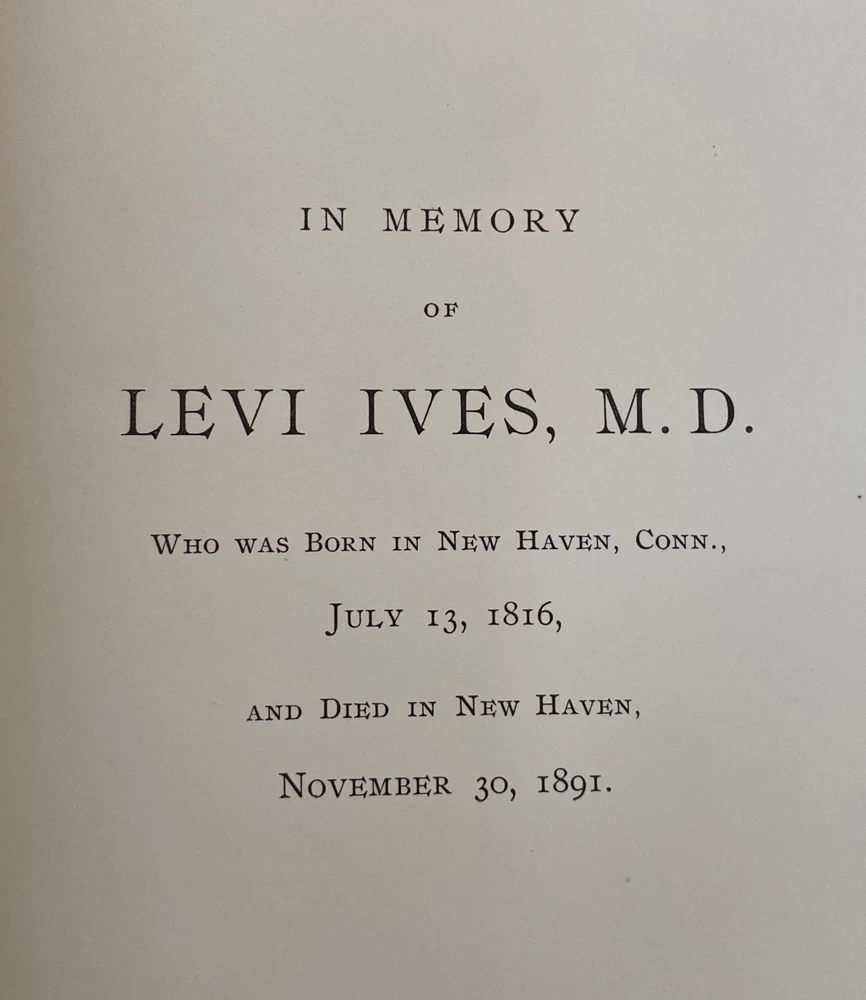 IN MEMORY
OF
LEVI IVES, M.D.
WHO WAS BORN IN NEW HAVEN, CONN.,
JULY 13, 1816,
AND DIED IN NEW HAVEN,
NOVEMBER 30, 1891.